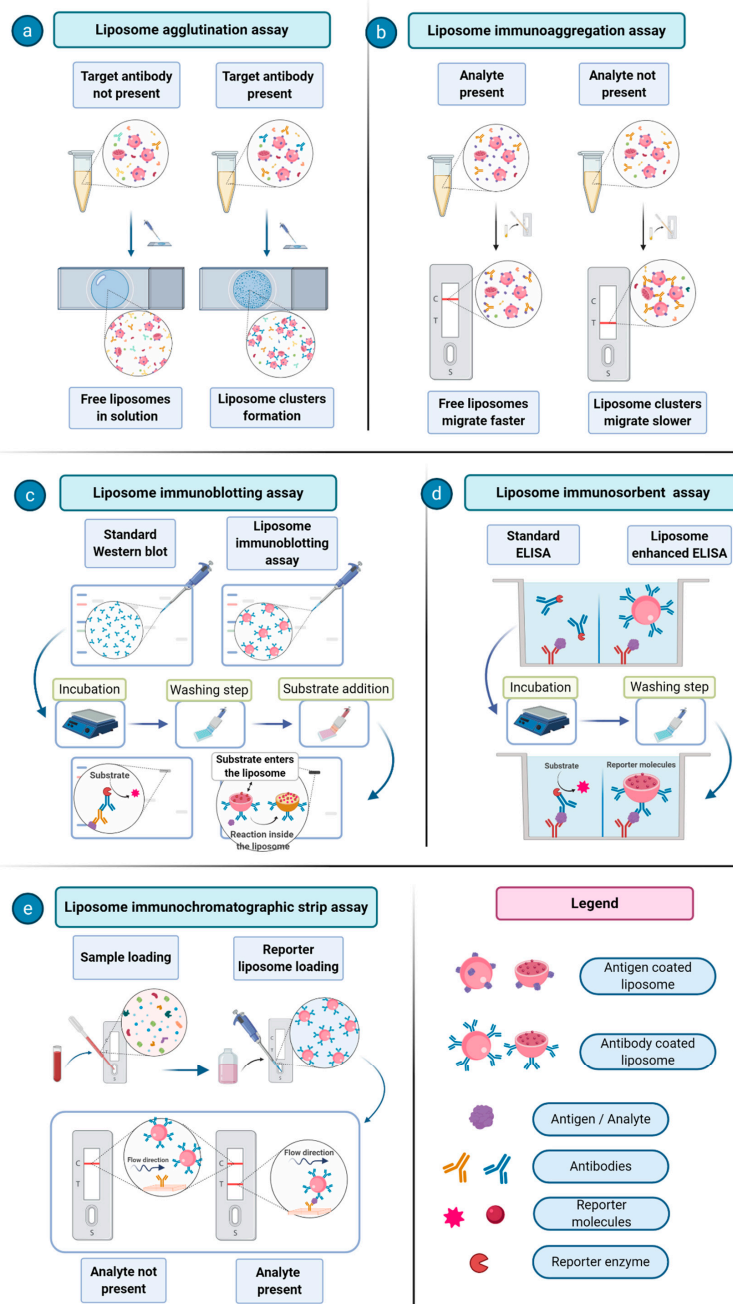 a
Liposome agglutination assay
Target antibody
not present
Target antibody
present
Free liposomes
in solution
Liposome clusters
formation
b
Liposome immunoaggregation assay
Analyte
present
Analyte not
present
C
T
S
C
T
S
Free liposomes
migrate faster
Liposome clusters
migrate slower
c
Liposome immunoblotting assay
Standard
Western blot
Liposome
immunoblotting
assay
Incubation
Washing step
Substrate addition
Substrate
Substrate enters
the liposome
Reaction inside
the liposome
d
Liposome immunosorbent assay
Standard
ELISA
Liposome
enhanced ELISA
Incubation
Washing step
Substrate
Reporter molecules
e
Liposome immunochromatographic strip assay
Sample loading
Reporter
liposome loading
C
T
S
C
T
S
C
T
S
Flow direction
C
T
S
Flow direction
Analyte not
present
Analyte
present
Legend
Antigen coated
liposome
Antibody coated
liposome
Antigen / Analyte
Antibodies
Reporter
molecules
Reporter enzyme